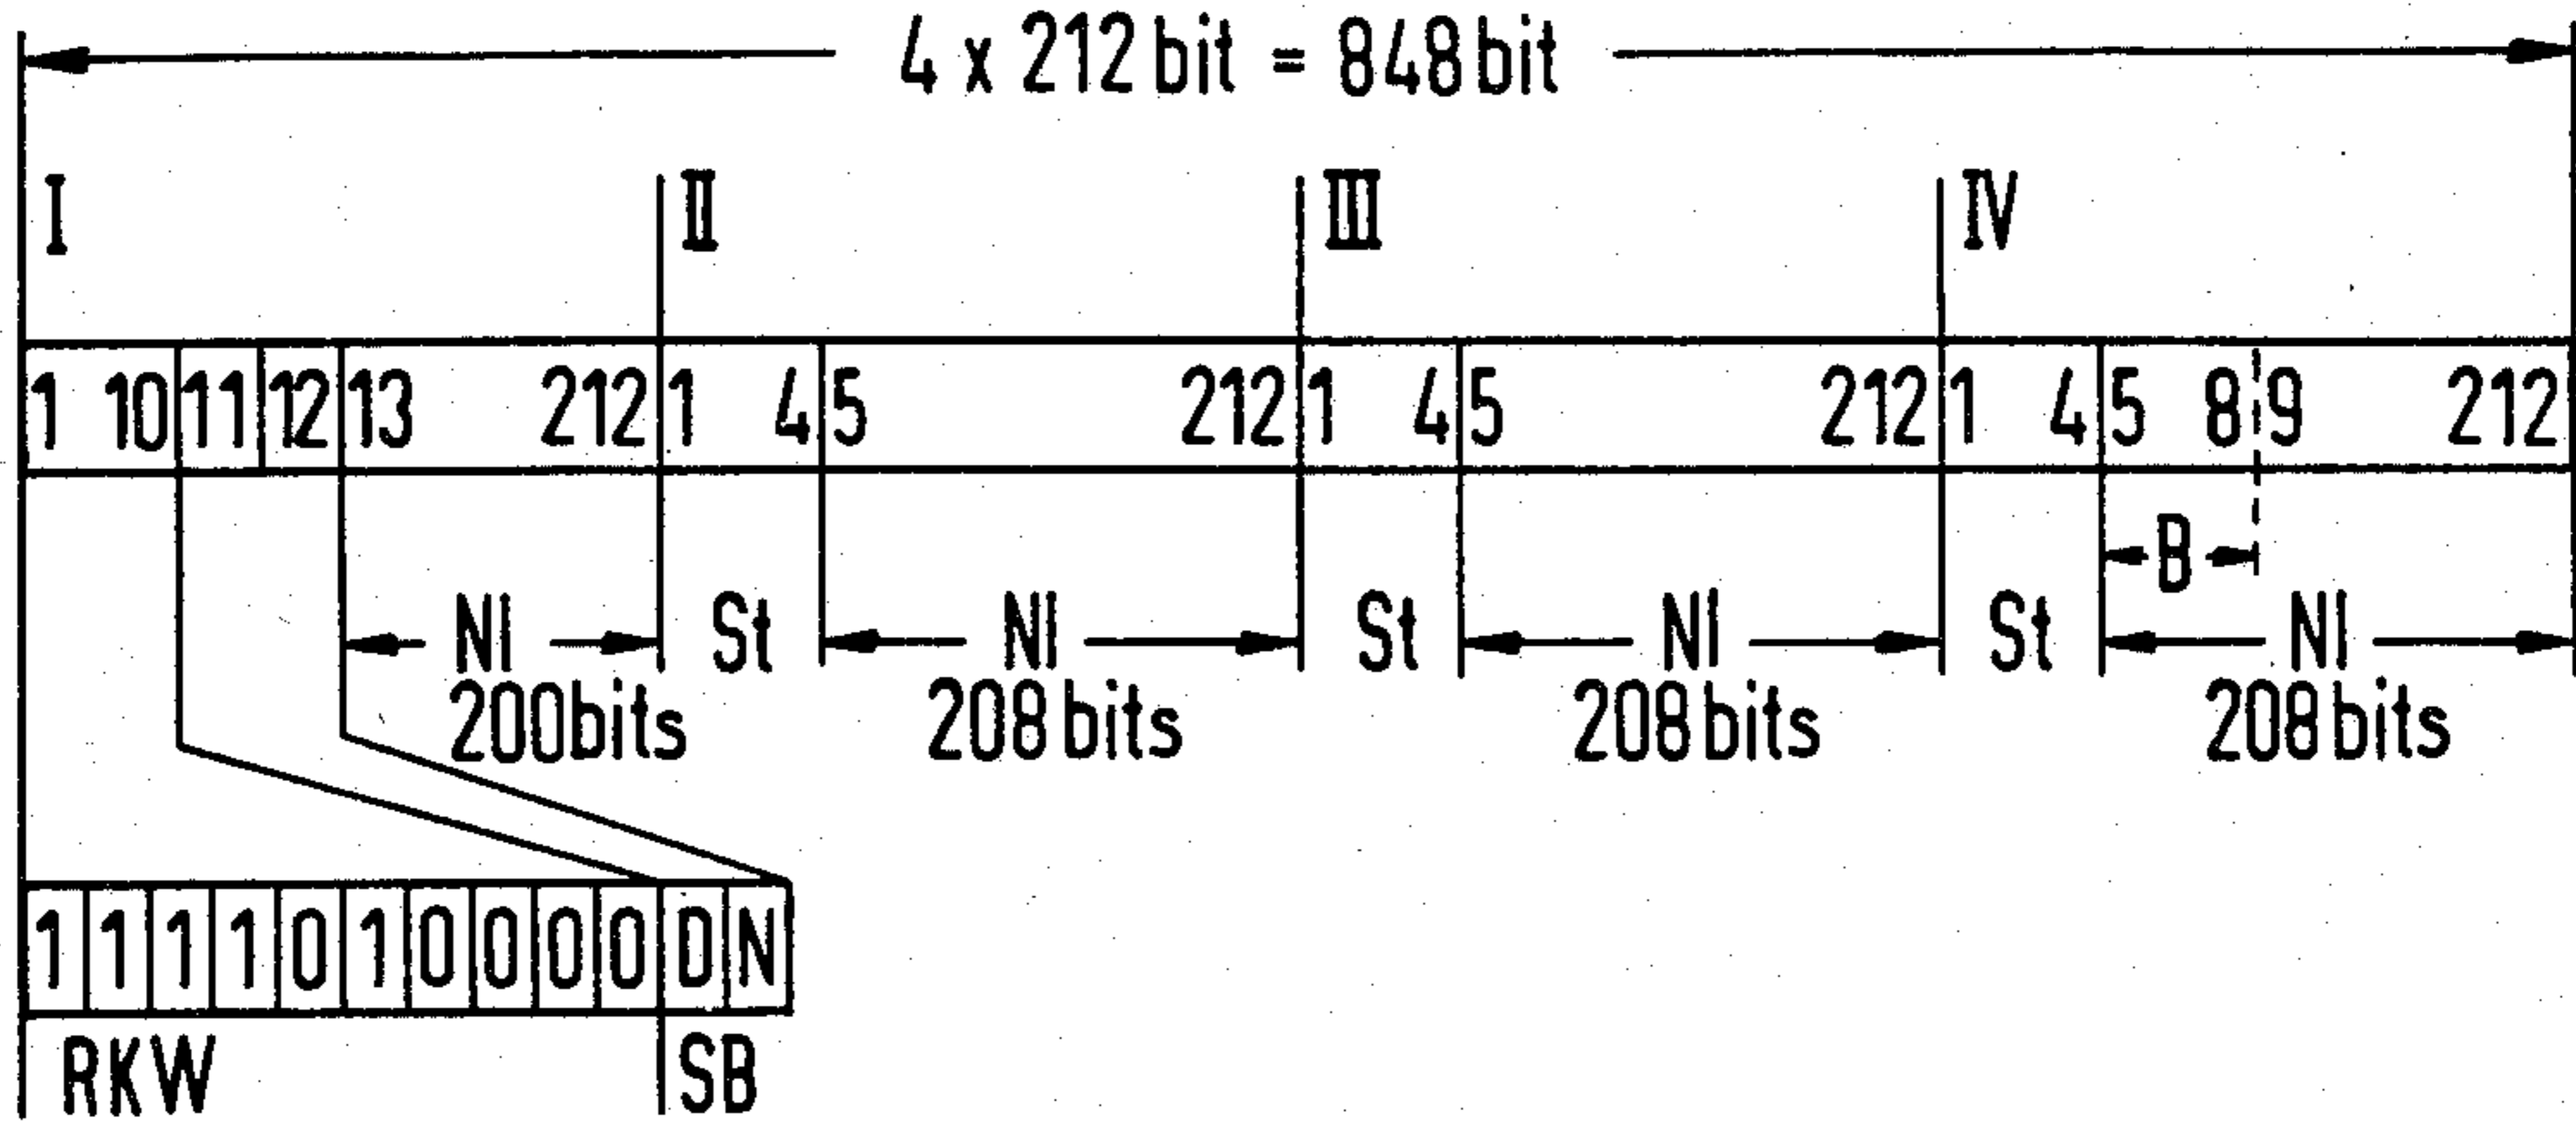 4 x 212 bit = 848 bit
I II III IV
1 10 11 12 13 212 1 4 5 212 1 4 5 212 1 4 5 8 9 212
B
NI St NI St NI St NI
200bits 208 bits 208 bits 208 bits
1 1 1 1 0 1 0 0 0 0 D N
RKW SB